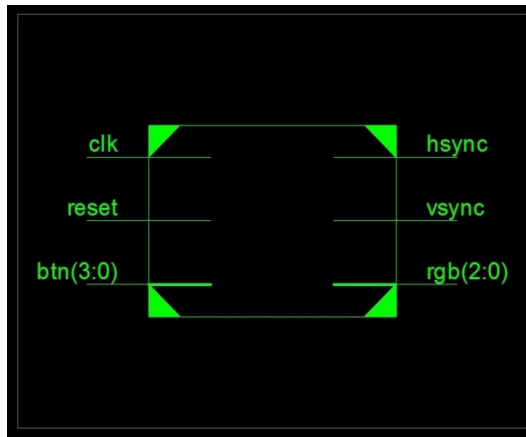 clk
hsync
reset
vsync
btn(3:0)
rgb(2:0)